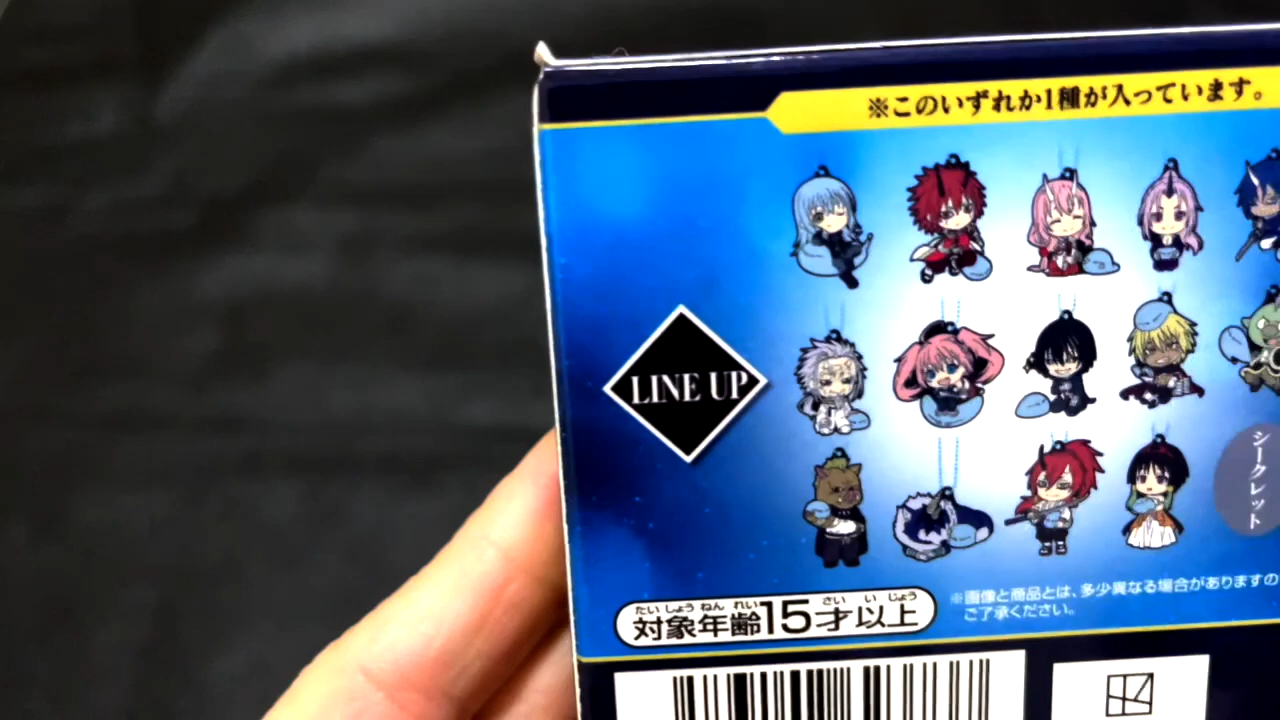 ※このいずれか1種が入っています。
LINE UP
シークレット
たいしょうねんれい さい いじょう
対象年齢15才以上
※画像と商品とは、多少異なる場合がありますの
ご了承ください。